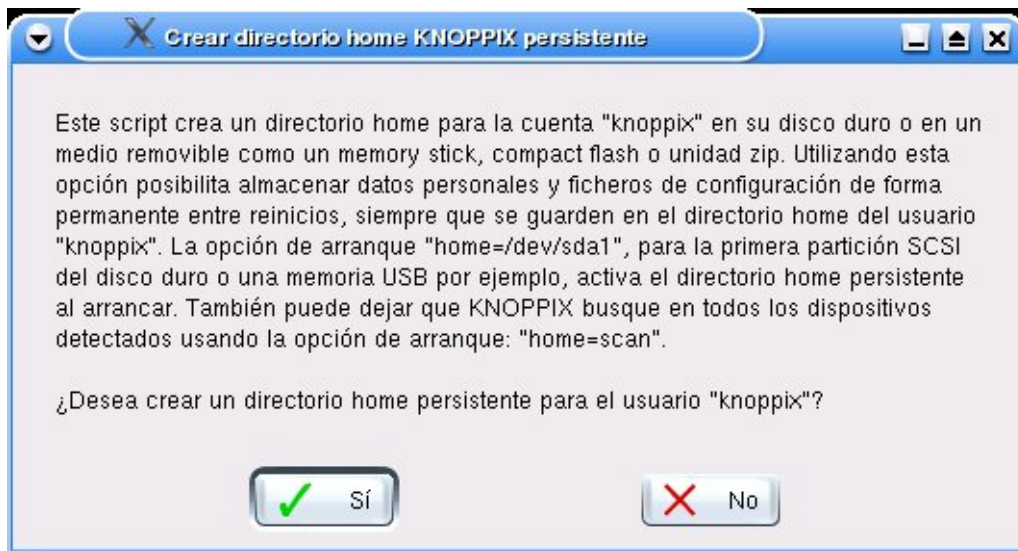 Crear directorio home KNOPPIX persistente
Este script crea un directorio home para la cuenta "knoppix" en su disco duro o en un
medio removible como un memory stick, compact flash o unidad zip. Utilizando esta
opción posibilita almacenar datos personales y ficheros de configuración de forma
permanente entre reinicios, siempre que se guarden en el directorio home del usuario
"knoppix". La opción de arranque "home=/dev/sda1", para la primera partición SCSI
del disco duro o una memoria USB por ejemplo, activa el directorio home persistente
al arrancar. También puede dejar que KNOPPIX busque en todos los dispositivos
detectados usando la opción de arranque: "home=scan".
¿Desea crear un directorio home persistente para el usuario "knoppix"?
Sí No